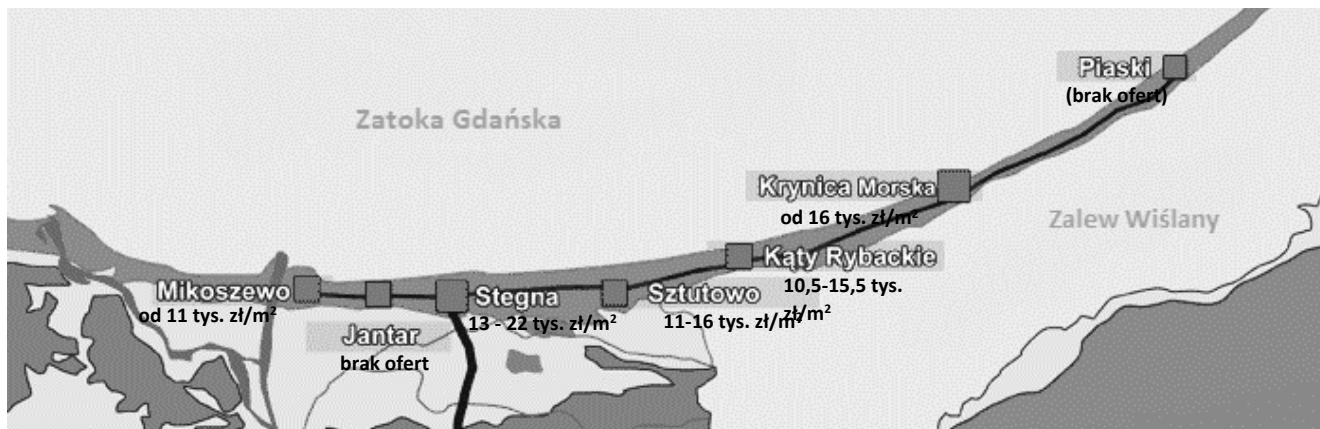 Piaski
(brak ofert)
Zatoka Gdańska
Krynica Morska
od 16 tys. zł/m²
Zalew Wiślany
Kąty Rybackie
10,5-15,5 tys.
zł/m²
Mikoszewo
od 11 tys. zł/m²
Stegna
13 - 22 tys. zł/m²
Sztutowo
11-16 tys. zł/m²
Jantar
brak ofert